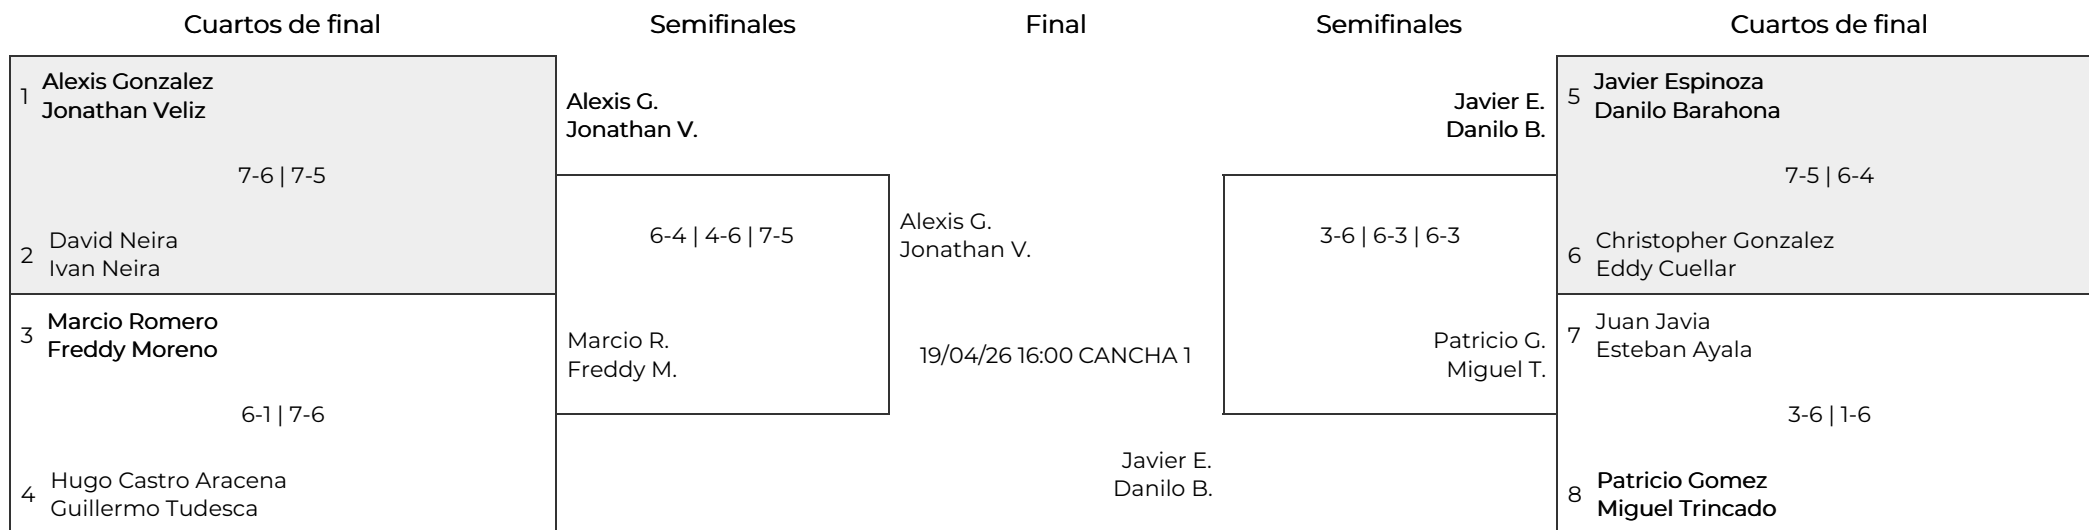 Cuartos de final
Semifinales
Final
Semifinales
Cuartos de final
1
Alexis Gonzalez
Jonathan Veliz
7-6 | 7-5
2
David Neira
Ivan Neira
3
Marcio Romero
Freddy Moreno
6-1 | 7-6
4
Hugo Castro Aracena
Guillermo Tudesca
Alexis G.
Jonathan V.
6-4 | 4-6 | 7-5
Marcio R.
Freddy M.
Alexis G.
Jonathan V.
19/04/26 16:00 CANCHA 1
Javier E.
Danilo B.
Javier E.
Danilo B.
3-6 | 6-3 | 6-3
Patricio G.
Miguel T.
5
Javier Espinoza
Danilo Barahona
7-5 | 6-4
6
Christopher Gonzalez
Eddy Cuellar
7
Juan Javia
Esteban Ayala
3-6 | 1-6
8
Patricio Gomez
Miguel Trincado